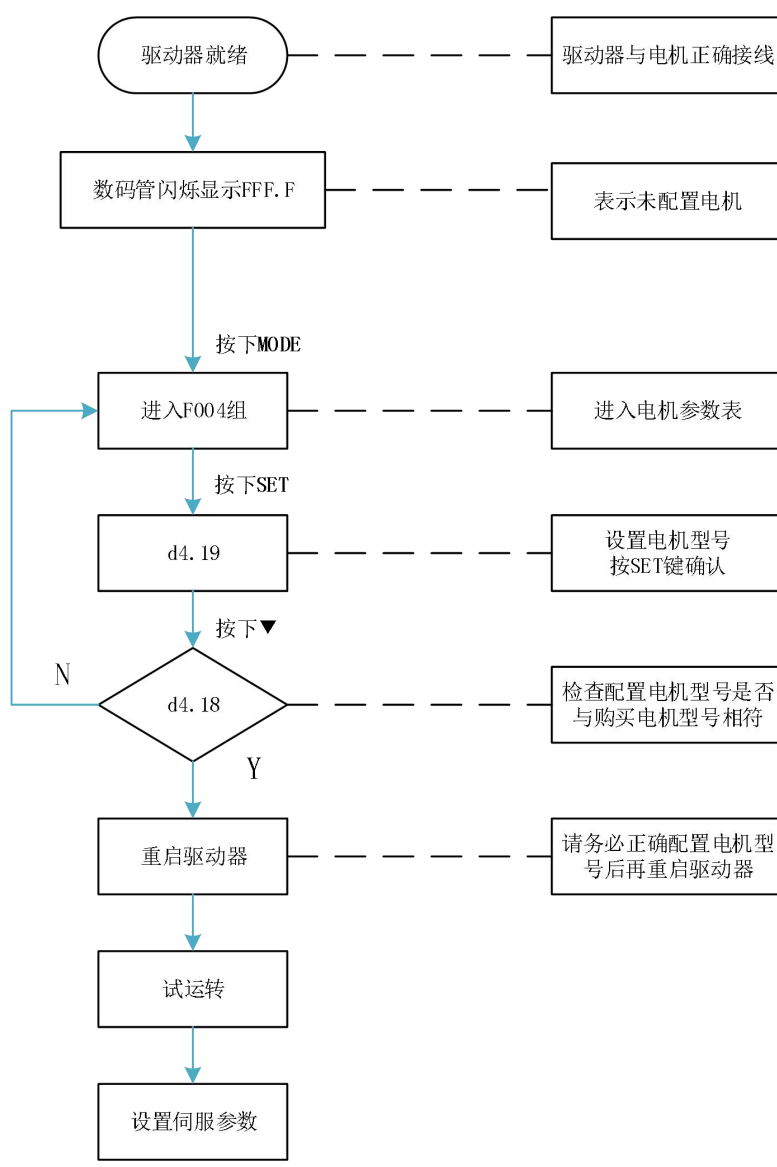 驱动器就绪
驱动器与电机正确接线
数码管闪烁显示FFF.F
表示未配置电机
按下MODE
进入F004组
进入电机参数表
按下SET
d4.19
设置电机型号
按SET键确认
按下▼
N
d4.18
检查配置电机型号是否
与购买电机型号相符
Y
重启驱动器
请务必正确配置电机型
号后再重启驱动器
试运转
设置伺服参数